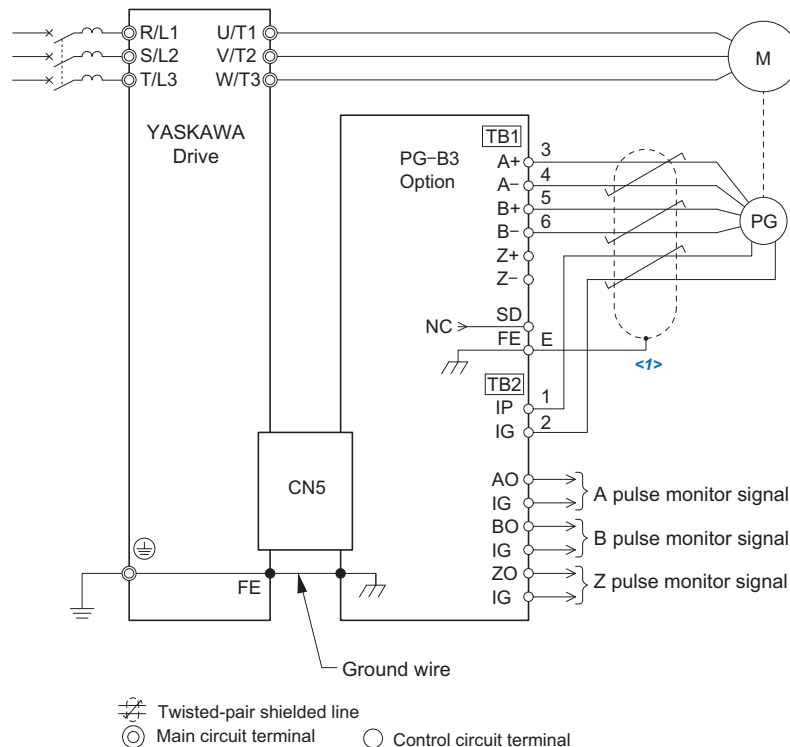 R/L1 U/T1
S/L2 V/T2
T/L3 W/T3
M
YASKAWA
Drive
PG-B3
Option
TB1
A+ 3
A− 4
B+ 5
B− 6
Z+
Z−
PG
NC SD
FE E
<1>
TB2
IP 1
IG 2
CN5
AO
IG
A pulse monitor signal
BO
IG
B pulse monitor signal
ZO
IG
Z pulse monitor signal
FE
Ground wire
Twisted-pair shielded line
Main circuit terminal Control circuit terminal